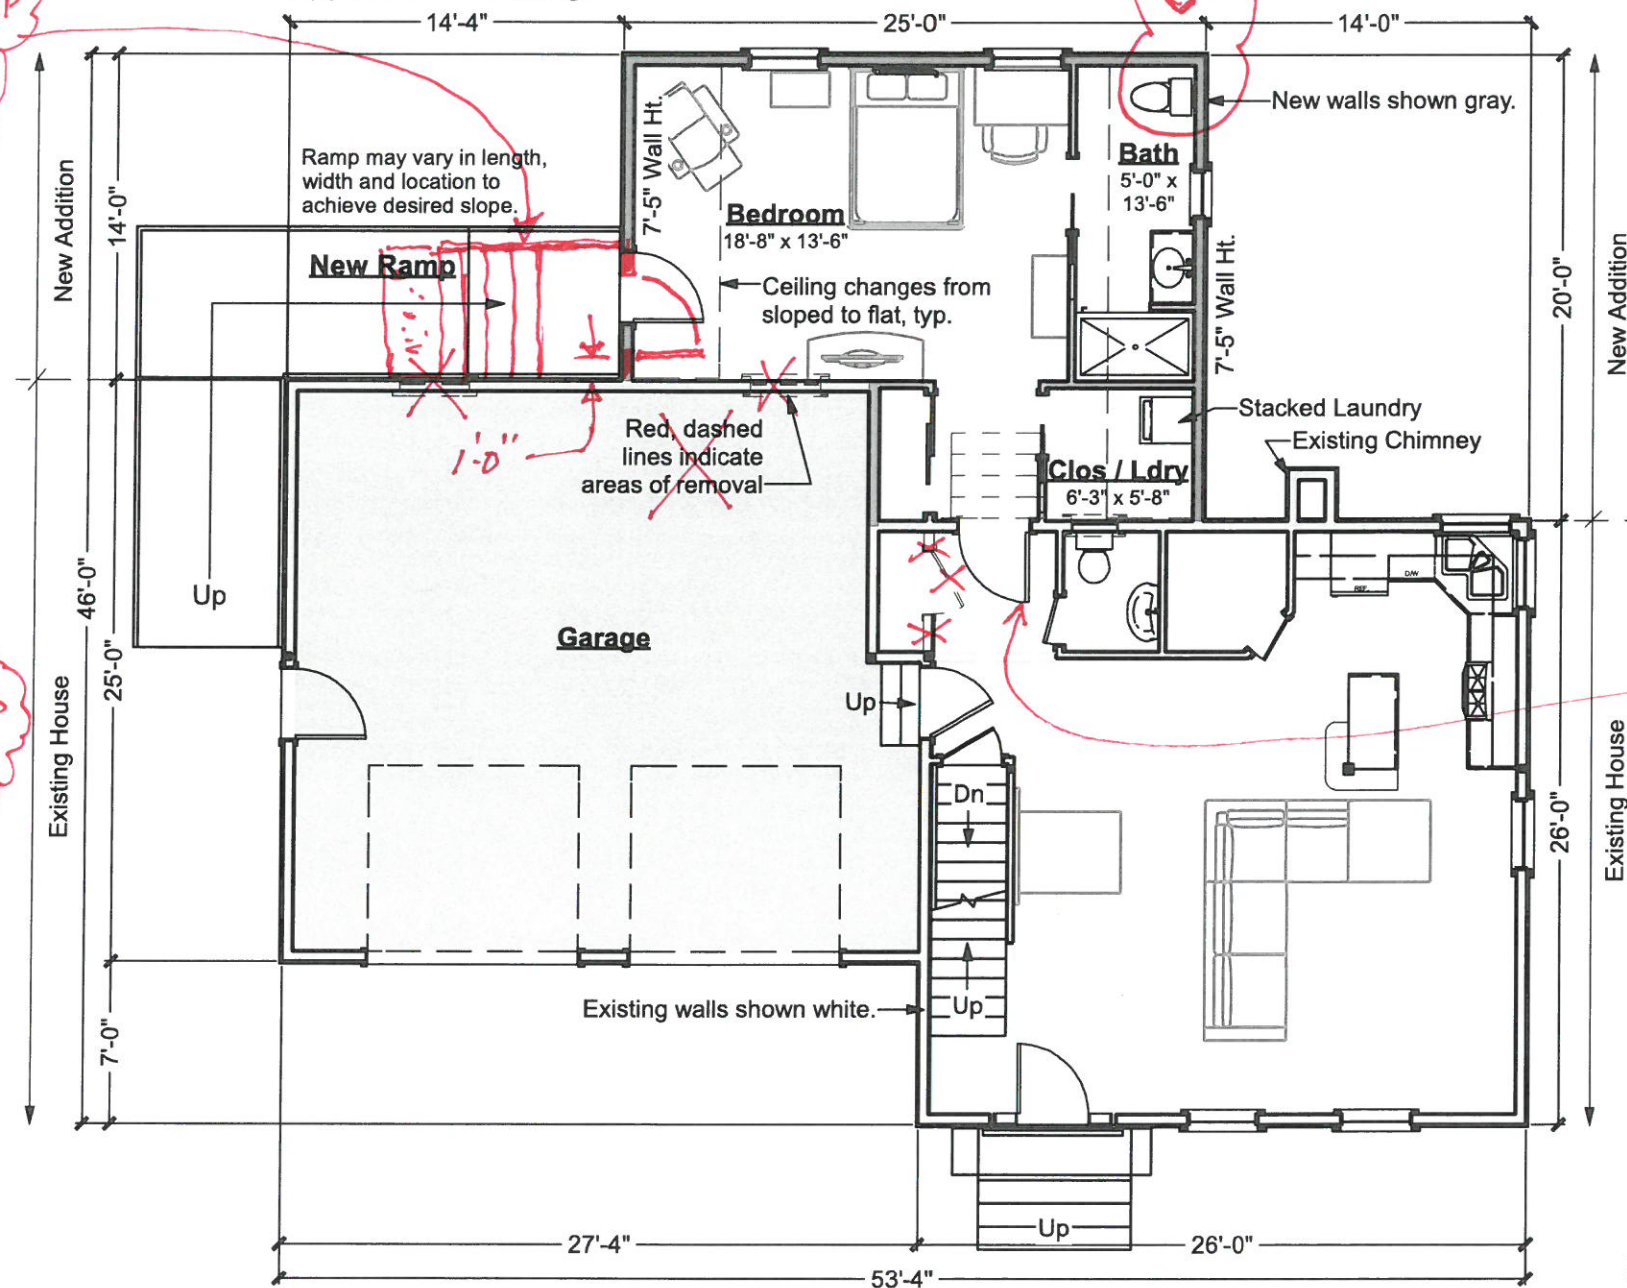 14'-4"
25'-0"
14'-0"
New walls shown gray.
Ramp may vary in length,
width and location to
achieve desired slope.
7'-5" Wall Ht.
Bath
5'-0" x
13'-6"
Bedroom
18'-8" x 13'-6"
New Addition
14'-0"
New Ramp
Ceiling changes from
sloped to flat, typ.
7'-5" Wall Ht.
20'-0"
New Addition
Red, dashed
lines indicate
areas of removal
1'-0"
Stacked Laundry
Existing Chimney
Clos / Ldry
6'-3" x 5'-8"
46'-0"
Up
REF.
D/W
Garage
25'-0"
Existing House
Up
Dn
26'-0"
Existing House
Up
Existing walls shown white.
7'-0"
Up
27'-4"
26'-0"
53'-4"